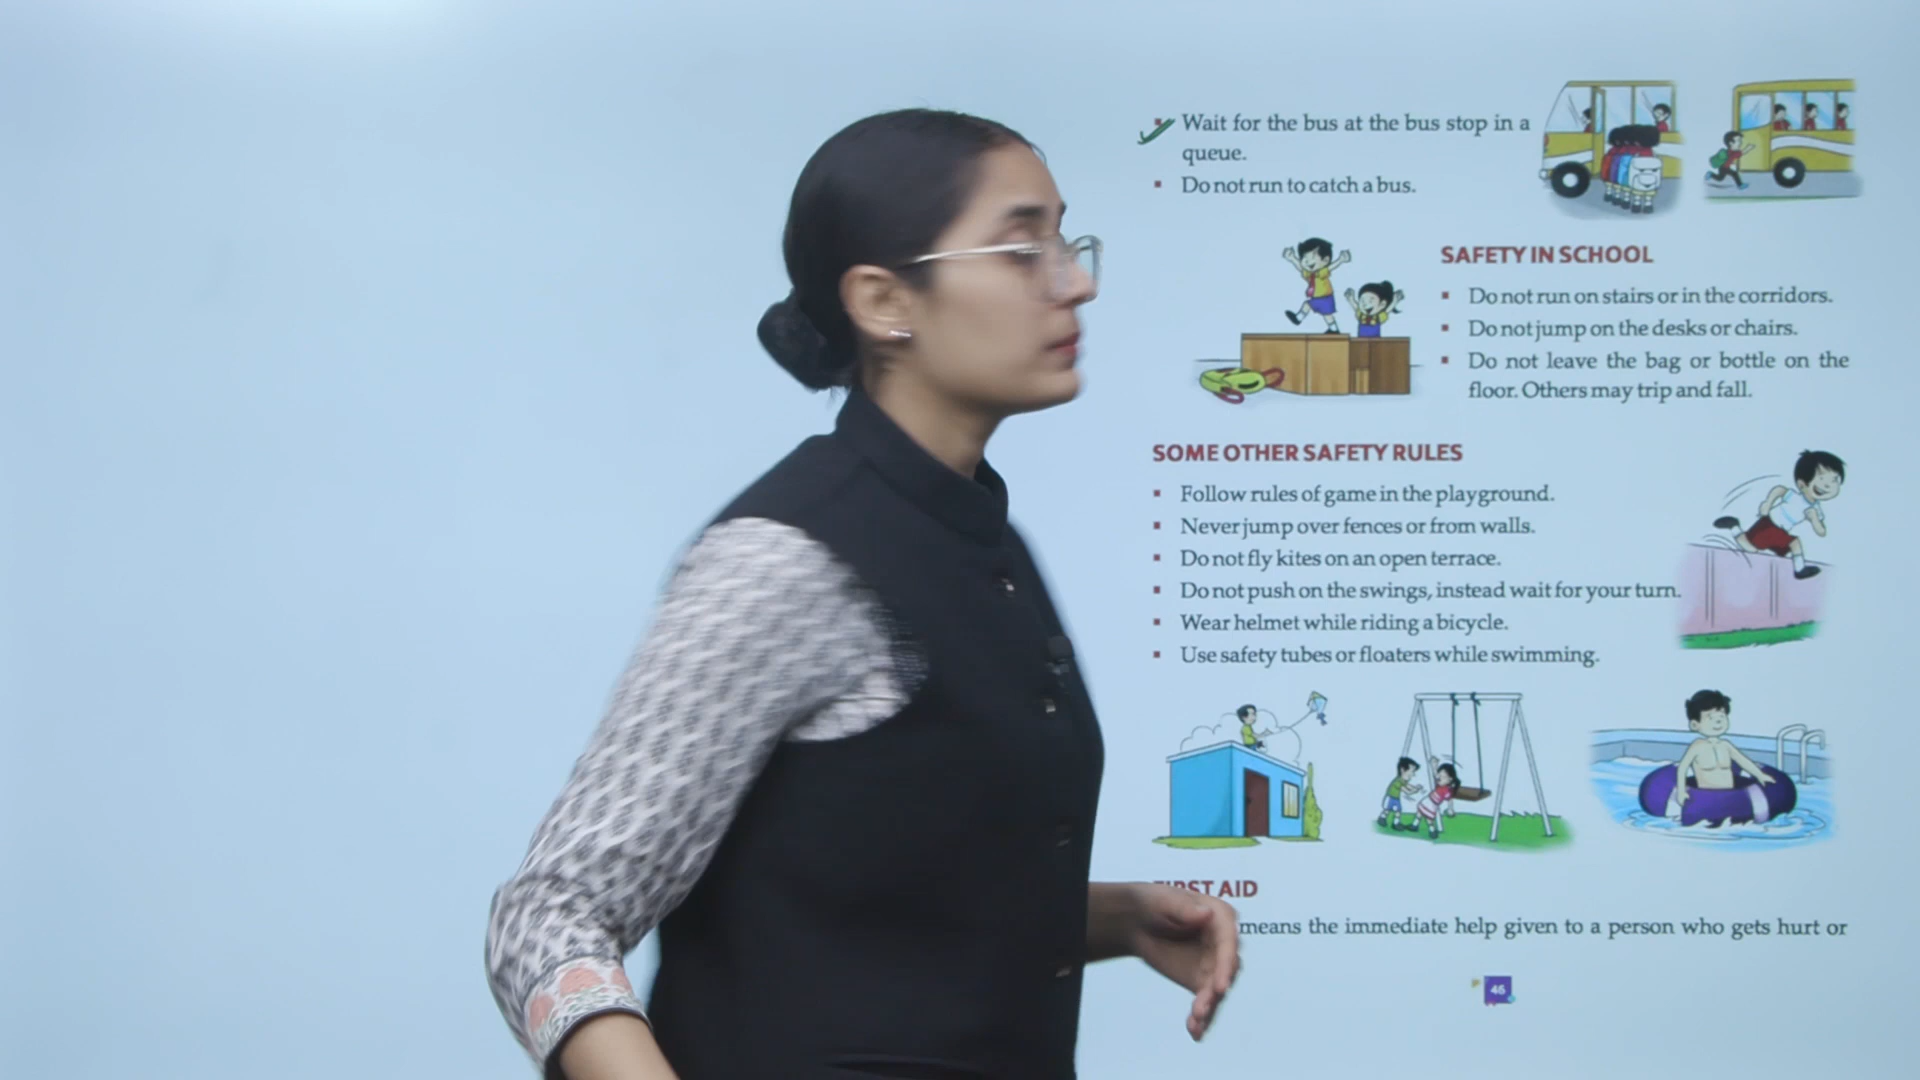 Wait for the bus at the bus stop in a
queue.
Do not run to catch a bus.
SAFETY IN SCHOOL
Do not run on stairs or in the corridors.
Do not jump on the desks or chairs.
Do not leave the bag or bottle on the
floor. Others may trip and fall.
SOME OTHER SAFETY RULES
Follow rules of game in the playground.
Never jump over fences or from walls.
Do not fly kites on an open terrace.
Do not push on the swings, instead wait for your turn.
Wear helmet while riding a bicycle.
Use safety tubes or floaters while swimming.
FIRST AID
means the immediate help given to a person who gets hurt or
46